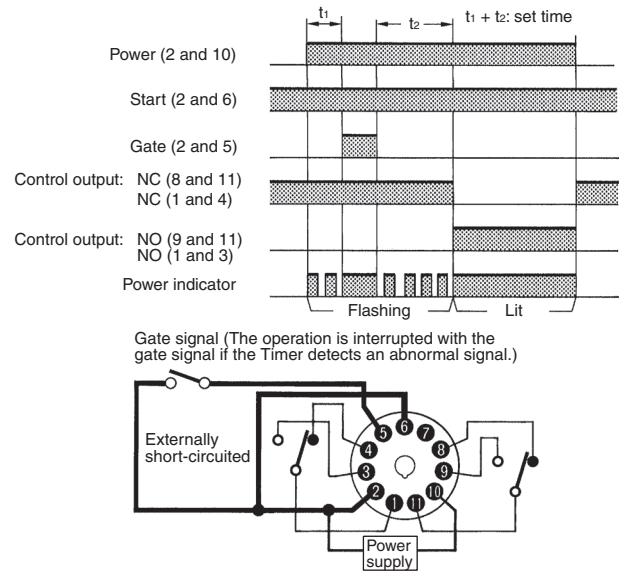 t₁
t₂
t₁ + t₂: set time
Power (2 and 10)
Start (2 and 6)
Gate (2 and 5)
Control output: NC (8 and 11)
NC (1 and 4)
Control output: NO (9 and 11)
NO (1 and 3)
Power indicator
Flashing
Lit
Gate signal (The operation is interrupted with the
gate signal if the Timer detects an abnormal signal.)
Externally
short-circuited
5
6
7
4
8
3
9
2
10
1
11
Power
supply